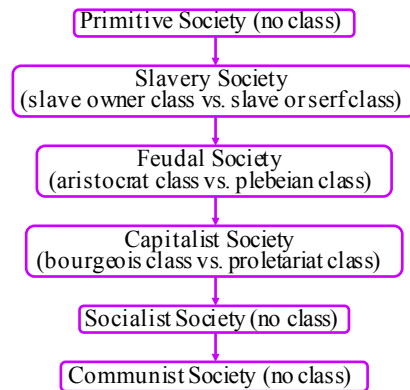 Primitive Society (no class)
Slavery Society
(slave owner class vs. slave or serf class)
Feudal Society
(aristocrat class vs. plebeian class)
Capitalist Society
(bourgeois class vs. proletariat class)
Socialist Society (no class)
Communist Society (no class)